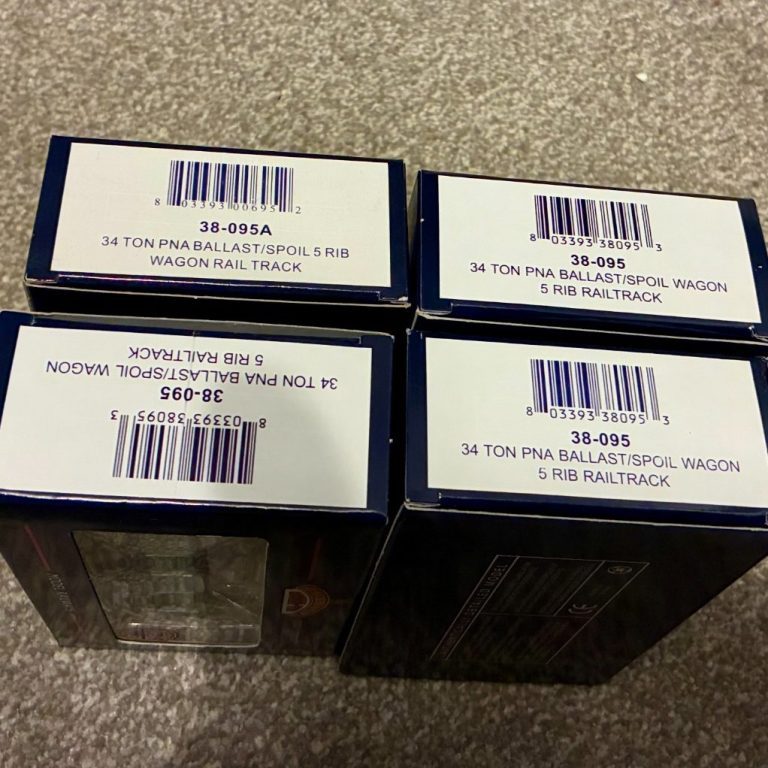 8 03393 00695 2
38-095A
34 TON PNA BALLAST/SPOIL 5 RIB
WAGON RAIL TRACK
8 03393 38095 3
38-095
34 TON PNA BALLAST/SPOIL WAGON
5 RIB RAILTRACK
8 03393 38095 3
38-095
34 TON PNA BALLAST/SPOIL WAGON
5 RIB RAILTRACK
8 03393 38095 3
38-095
34 TON PNA BALLAST/SPOIL WAGON
5 RIB RAILTRACK
CE